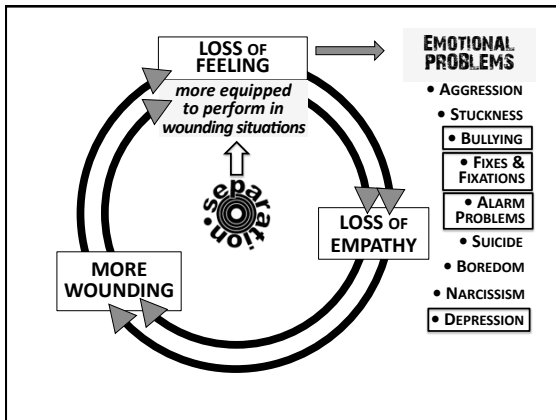 LOSS OF
FEELING
more equipped
to perform in
wounding situations
separation
LOSS OF
EMPATHY
MORE
WOUNDING
EMOTIONAL
PROBLEMS
• AGGRESSION
• STUCKNESS
• BULLYING
• FIXES &
FIXATIONS
• ALARM
PROBLEMS
• SUICIDE
• BOREDOM
• NARCISSISM
• DEPRESSION